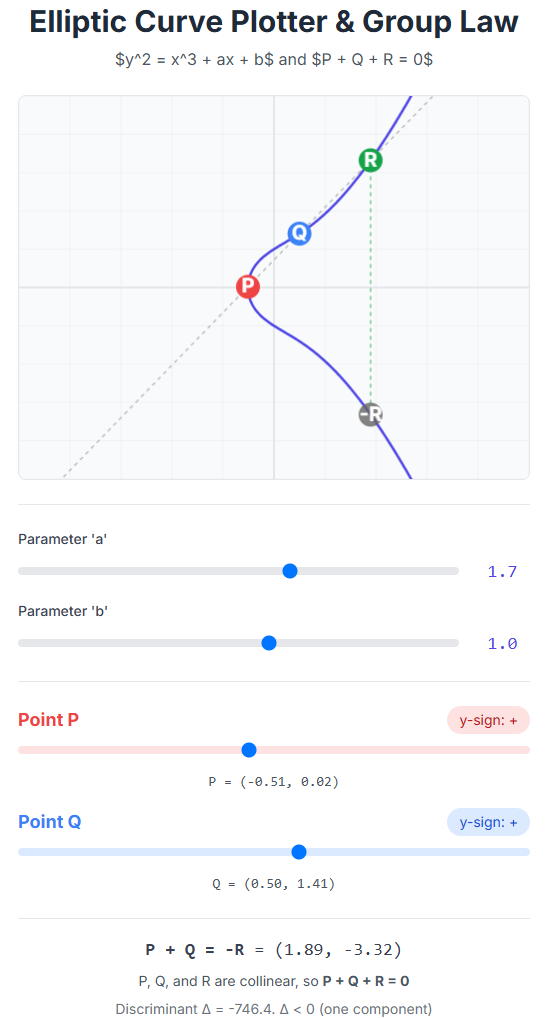 Elliptic Curve Plotter & Group Law
$y^2 = x^3 + ax + b$ and $P + Q + R = 0$
R
Q
P
-R
Parameter 'a'
1.7
Parameter 'b'
1.0
Point P
y-sign: +
P = (-0.51, 0.02)
Point Q
y-sign: +
Q = (0.50, 1.41)
P + Q = -R = (1.89, -3.32)
P, Q, and R are collinear, so P + Q + R = 0
Discriminant Δ = -746.4. Δ < 0 (one component)